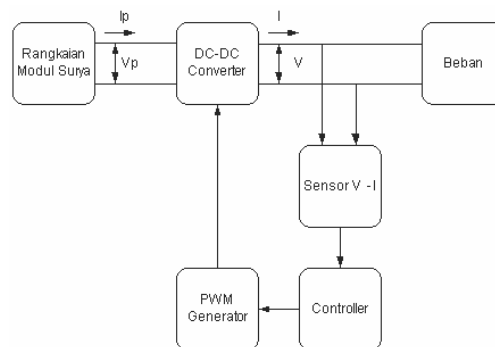 Ip
I
Rangkaian
Modul Surya
Vp
DC-DC
Converter
V
Beban
Sensor V -I
PWM
Generator
Controller